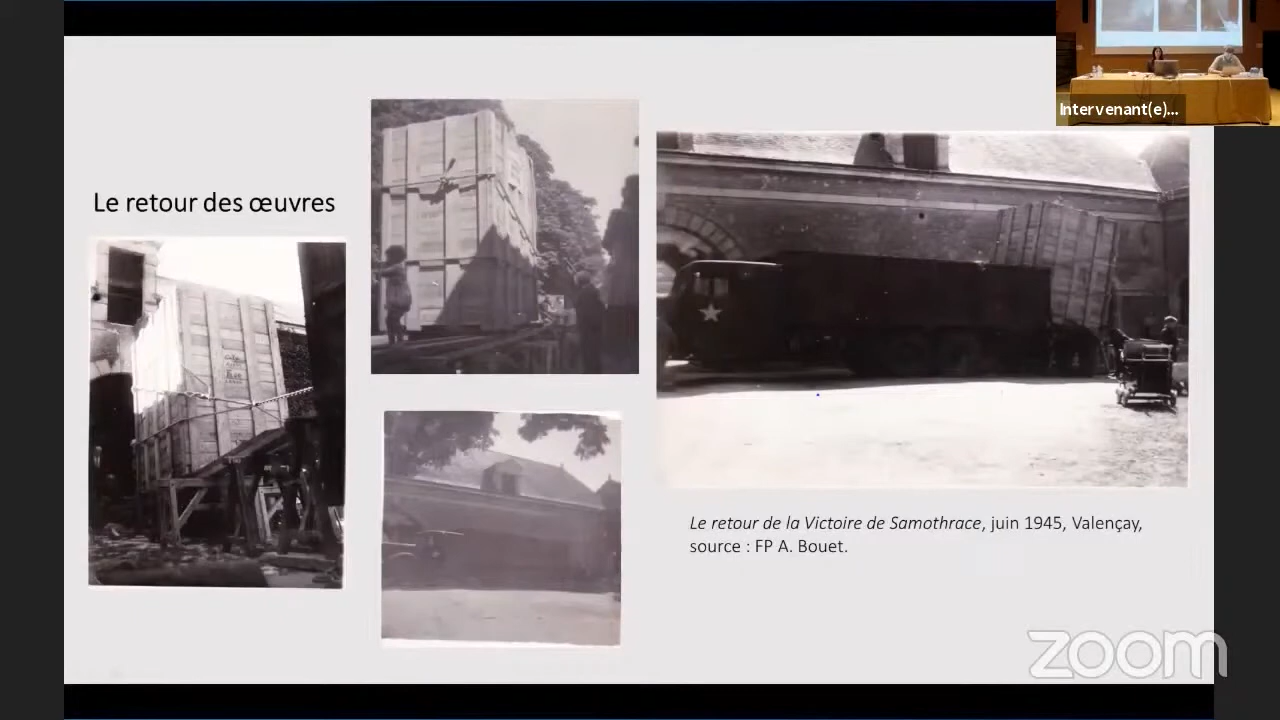 Intervenant(e)...
Le retour des œuvres
Le retour de la Victoire de Samothrace, juin 1945, Valençay,
source : FP A. Bouet.
zoom